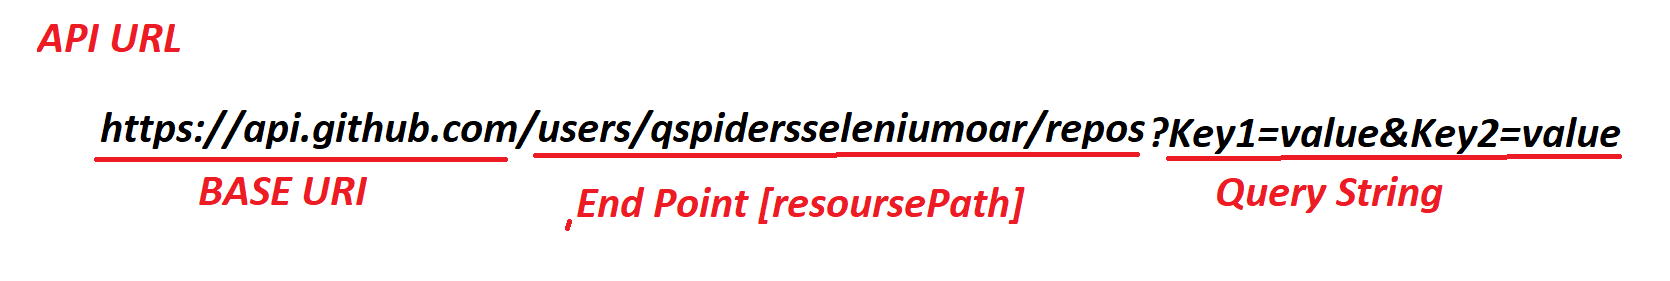 API URL
https://api.github.com/users/qspidersseleniumoar/repos?Key1=value&Key2=value
BASE URI
End Point [resoursePath]
Query String